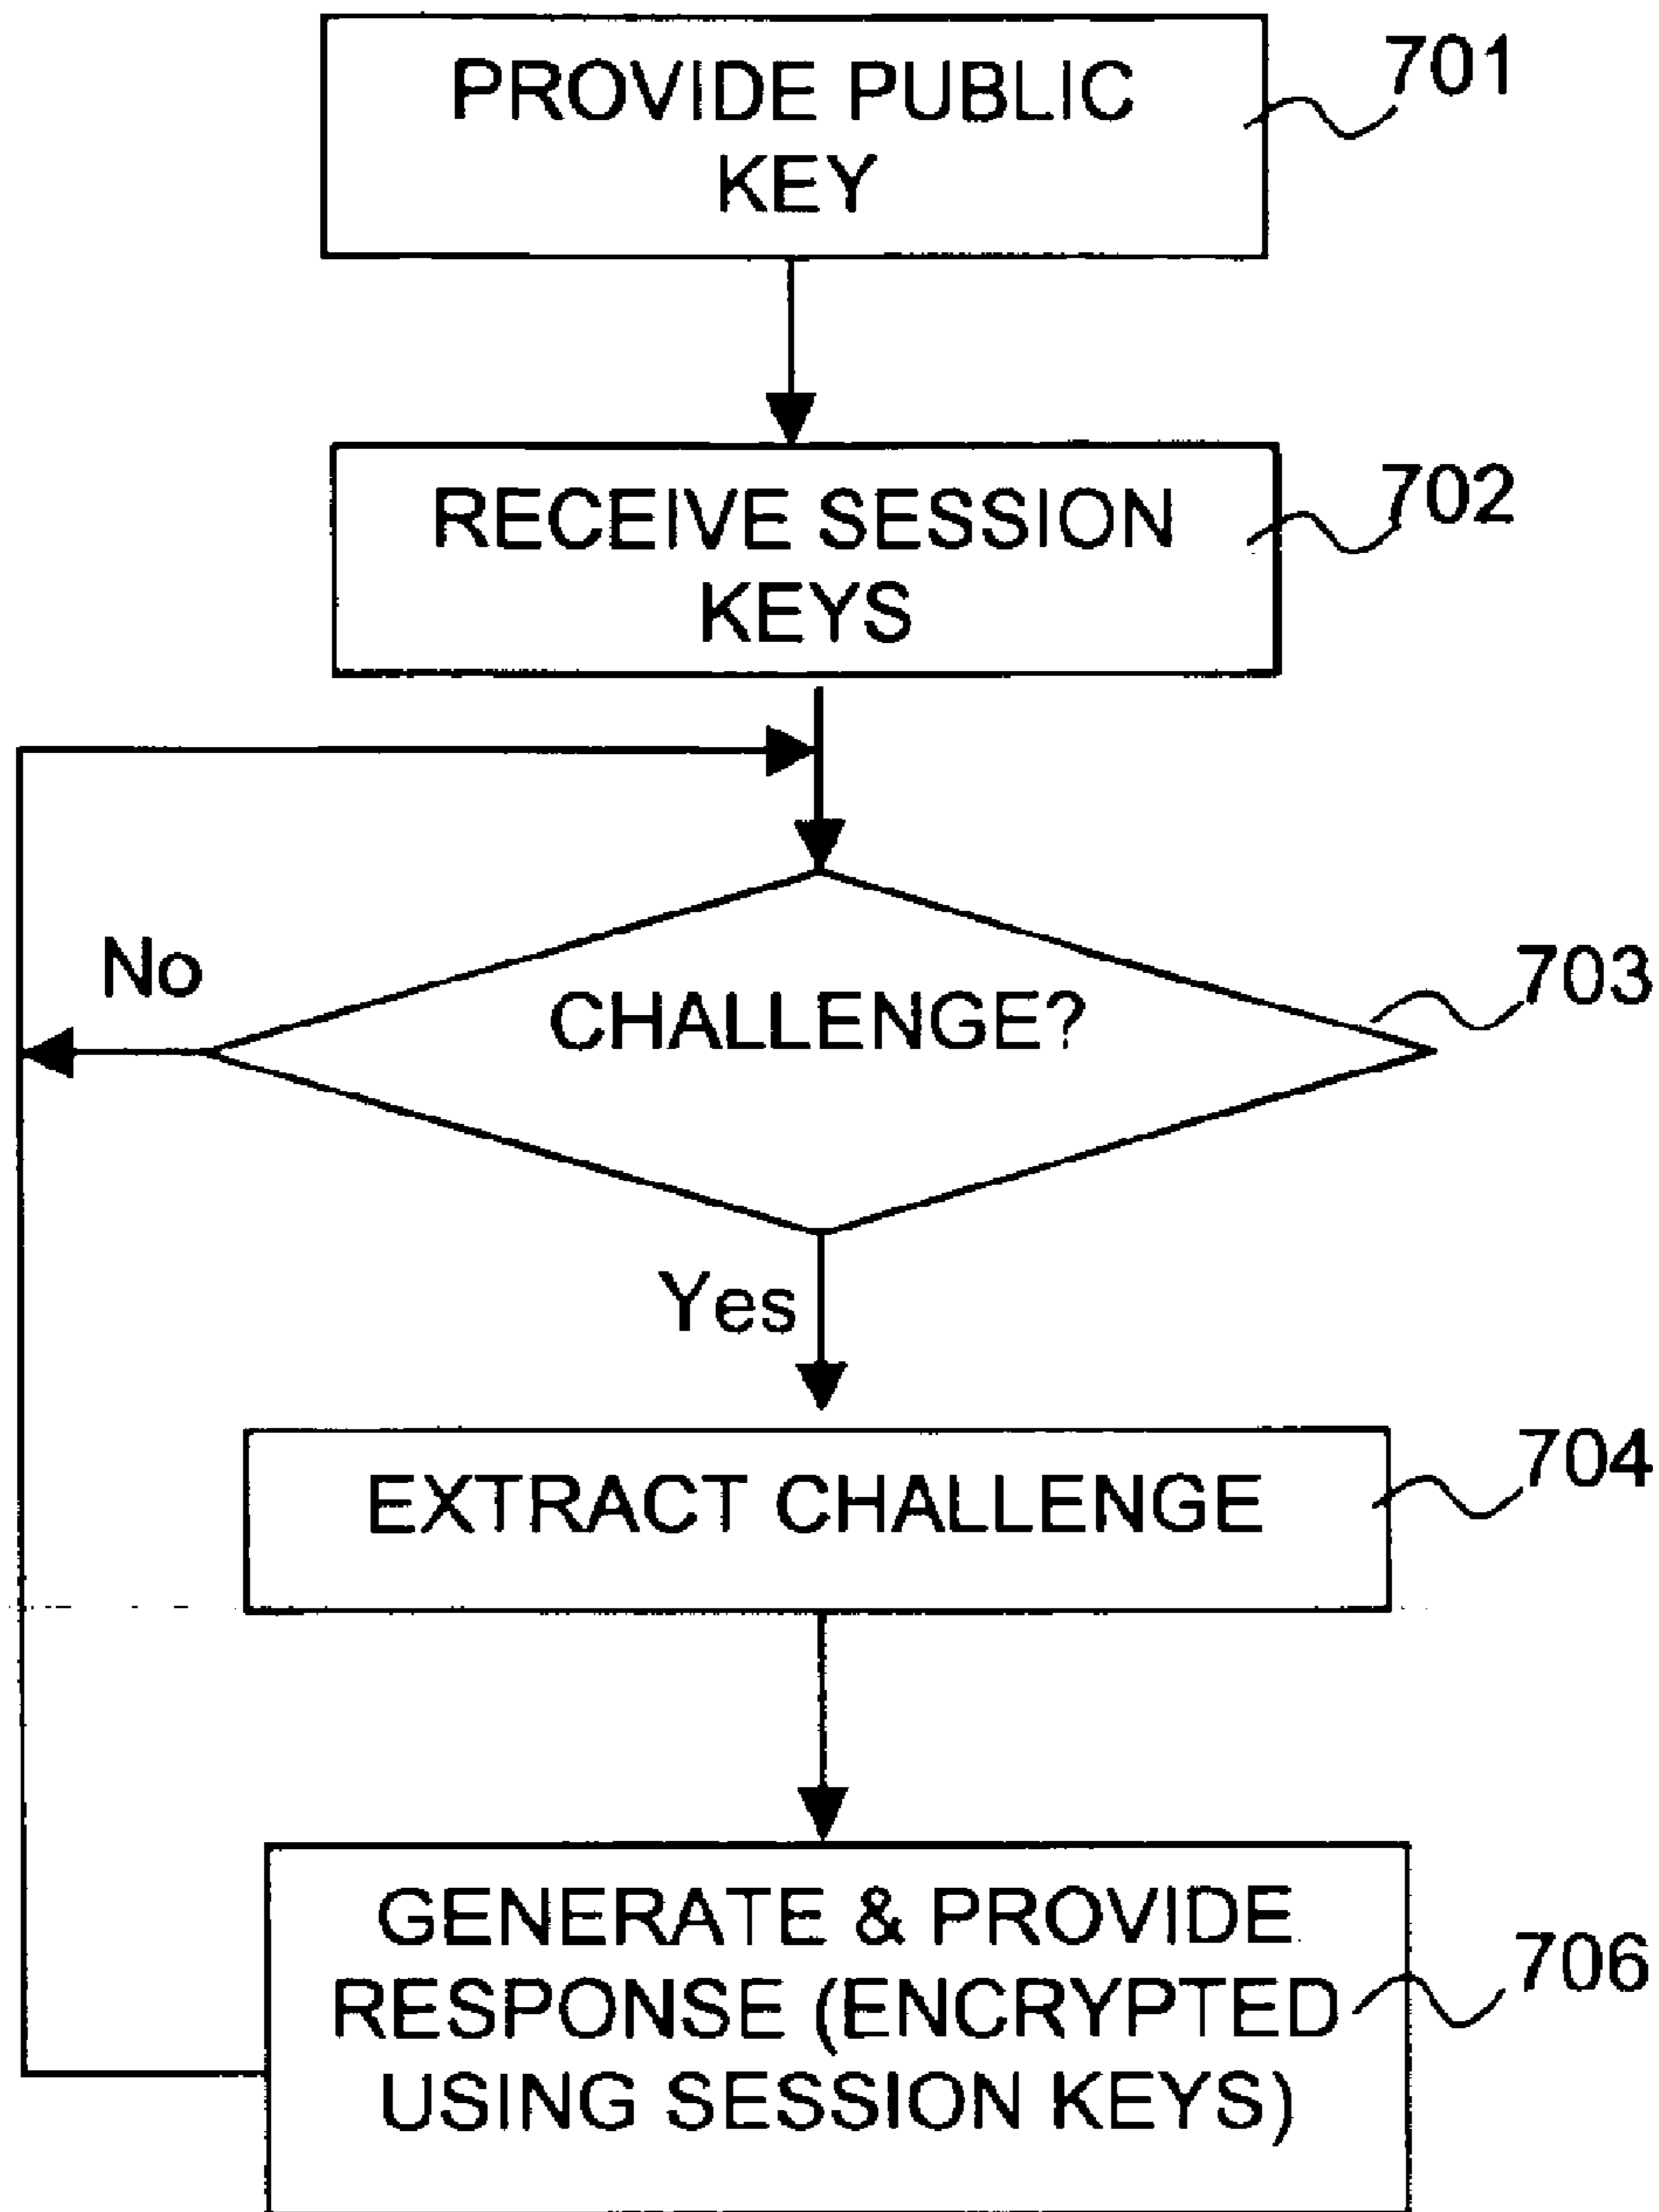 PROVIDE PUBLIC
KEY
701
RECEIVE SESSION
KEYS
702
No
CHALLENGE?
703
Yes
EXTRACT CHALLENGE
704
GENERATE & PROVIDE
RESPONSE (ENCRYPTED
USING SESSION KEYS)
706